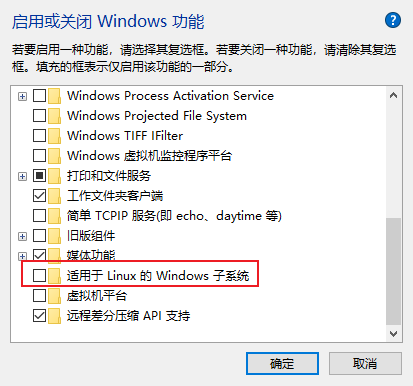 启用或关闭 Windows 功能
若要启用一种功能，请选择其复选框。若要关闭一种功能，请清除其复选
框。填充的框表示仅启用该功能的一部分。
Windows Process Activation Service
Windows Projected File System
Windows TIFF IFilter
Windows 虚拟机监控程序平台
打印和文件服务
工作文件夹客户端
简单 TCPIP 服务(即 echo、daytime 等)
旧版组件
媒体功能
适用于 Linux 的 Windows 子系统
虚拟机平台
远程差分压缩 API 支持
确定
取消